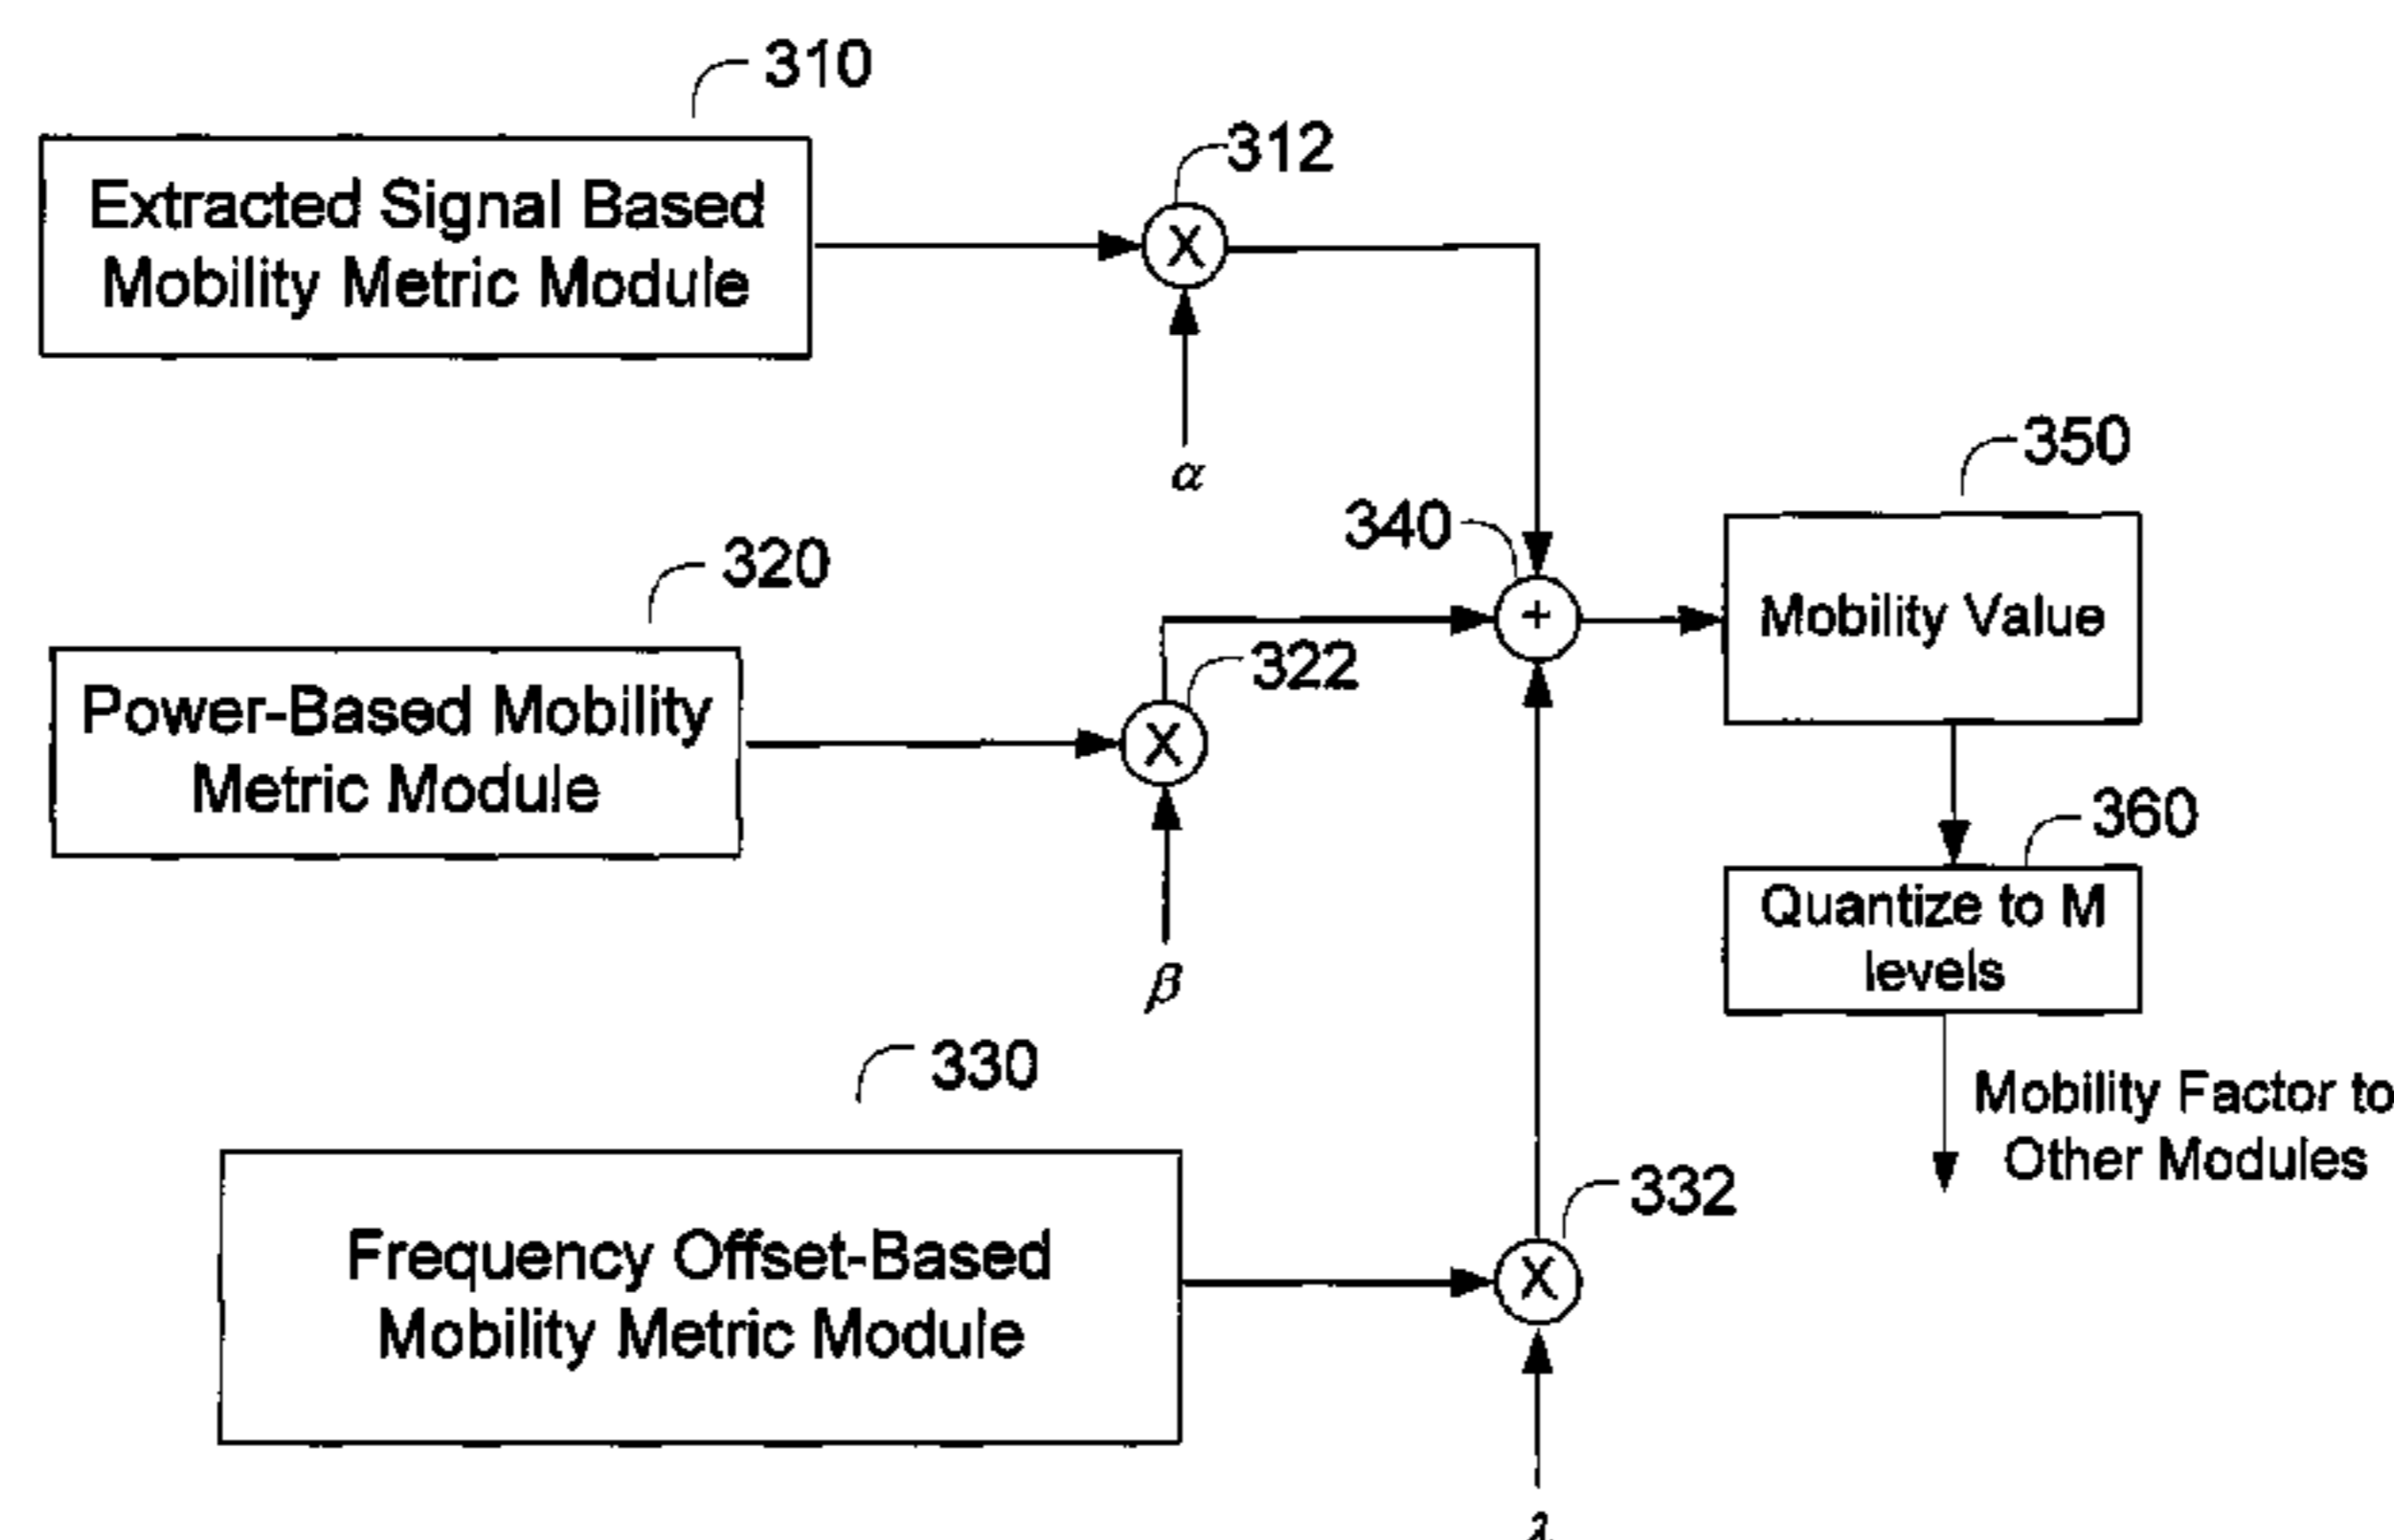 310
Extracted Signal Based
Mobility Metric Module
312
X
α
320
Power-Based Mobility
Metric Module
322
X
β
330
Frequency Offset-Based
Mobility Metric Module
332
X
340
+
350
Mobility Value
360
Quantize to M
levels
Mobility Factor to
Other Modules